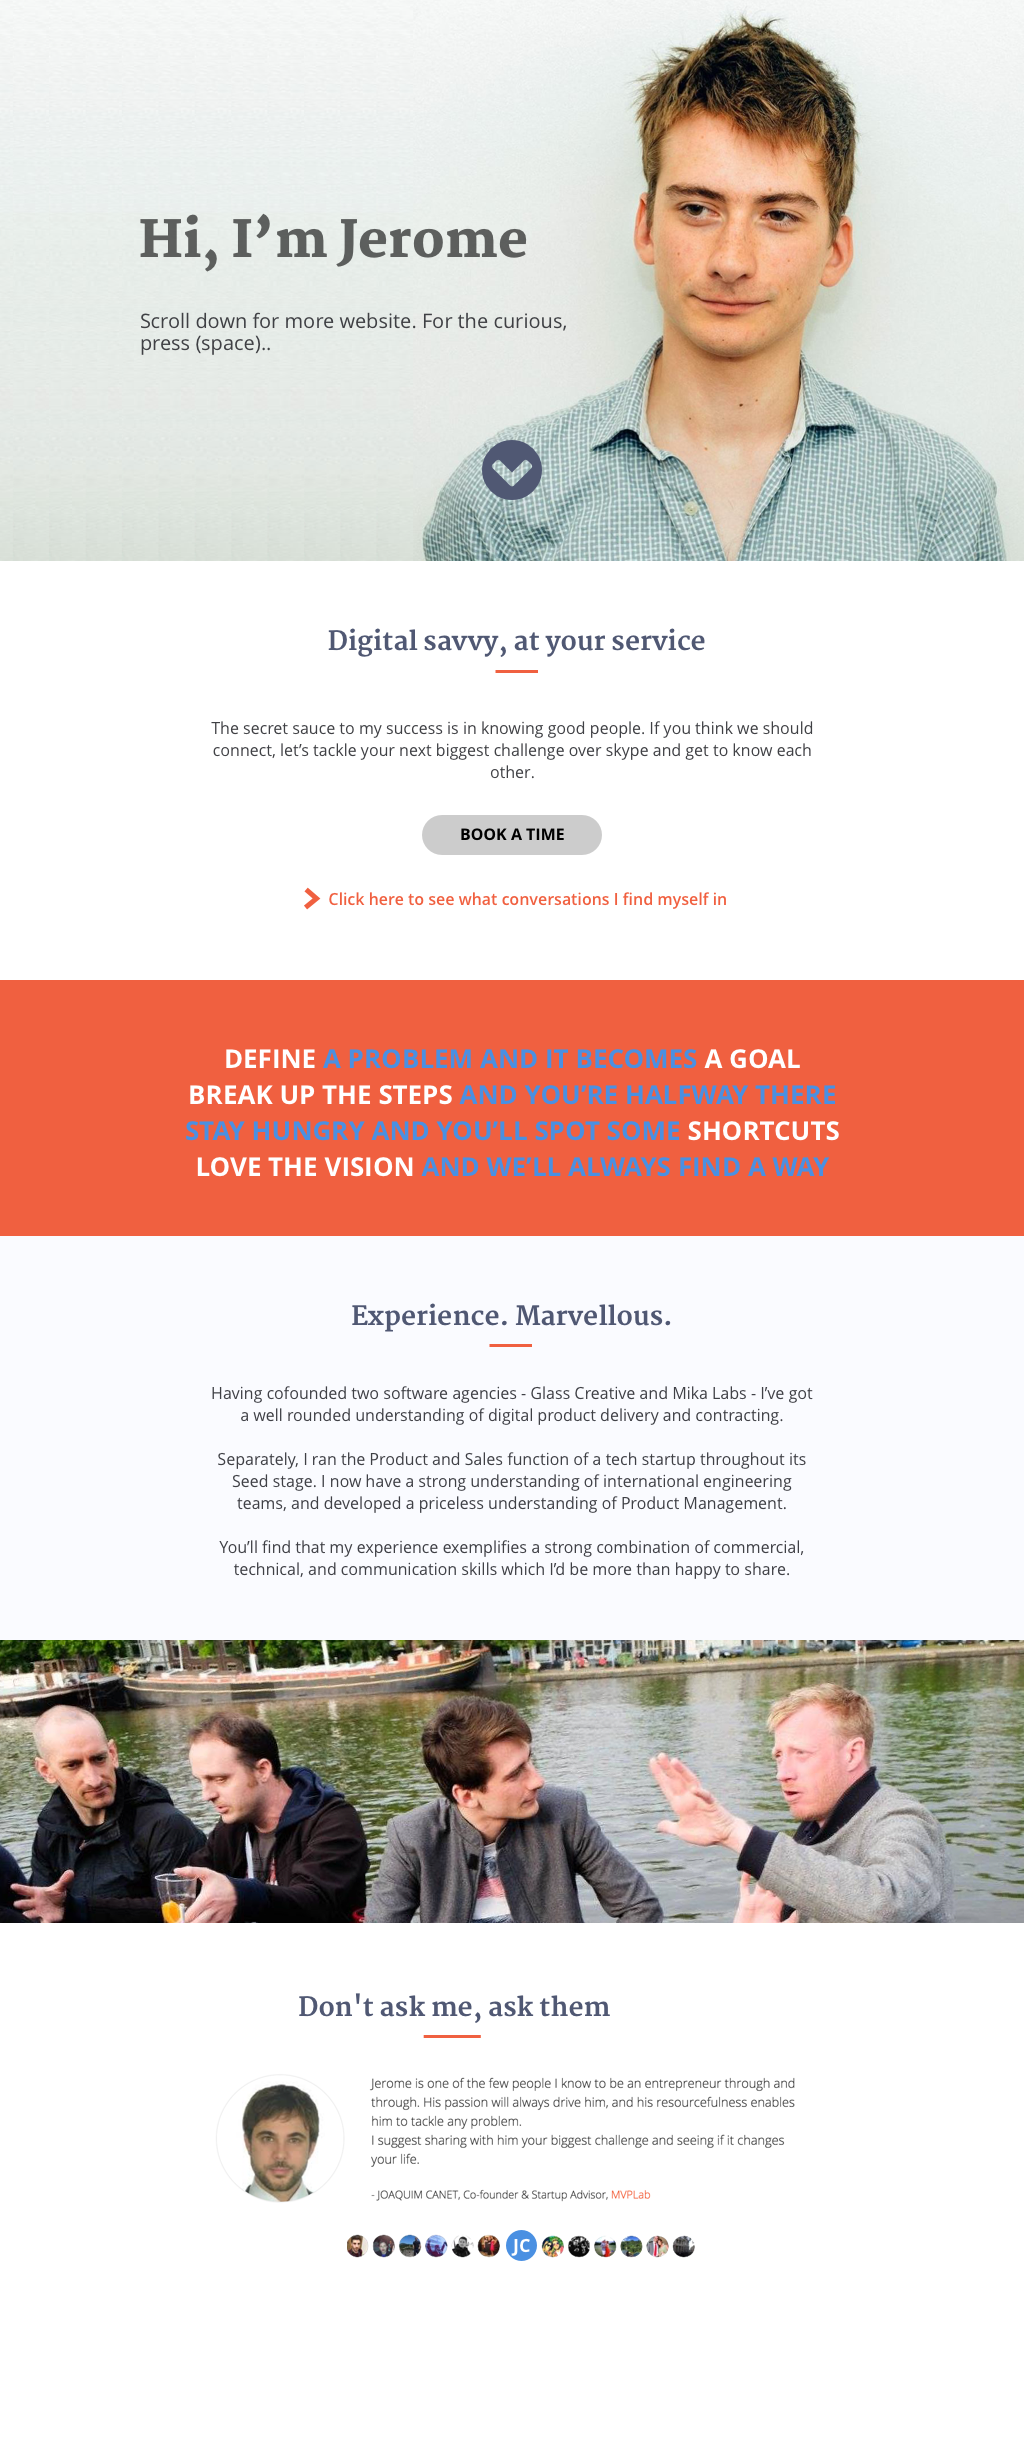 Hi, I’m Jerome
Scroll down for more website. For the curious,
press (space)..
Digital savvy, at your service
The secret sauce to my success is in knowing good people. If you think we should
connect, let’s tackle your next biggest challenge over skype and get to know each
other.
BOOK A TIME
Click here to see what conversations I find myself in
DEFINE A PROBLEM AND IT BECOMES A GOAL
BREAK UP THE STEPS AND YOU’RE HALFWAY THERE
STAY HUNGRY AND YOU’LL SPOT SOME SHORTCUTS
LOVE THE VISION AND WE’LL ALWAYS FIND A WAY
Experience. Marvellous.
Having cofounded two software agencies - Glass Creative and Mika Labs - I’ve got
a well rounded understanding of digital product delivery and contracting.
Separately, I ran the Product and Sales function of a tech startup throughout its
Seed stage. I now have a strong understanding of international engineering
teams, and developed a priceless understanding of Product Management.
You’ll find that my experience exemplifies a strong combination of commercial,
technical, and communication skills which I’d be more than happy to share.
Don't ask me, ask them
Jerome is one of the few people I know to be an entrepreneur through and
through. His passion will always drive him, and his resourcefulness enables
him to tackle any problem.
I suggest sharing with him your biggest challenge and seeing if it changes
your life.
- JOAQUIM CANET, Co-founder & Startup Advisor, MVPLab
JC